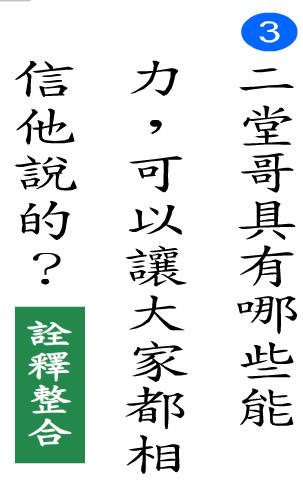 3
二堂哥具有哪些能
力，可以讓大家都相
信他說的？
詮釋整合